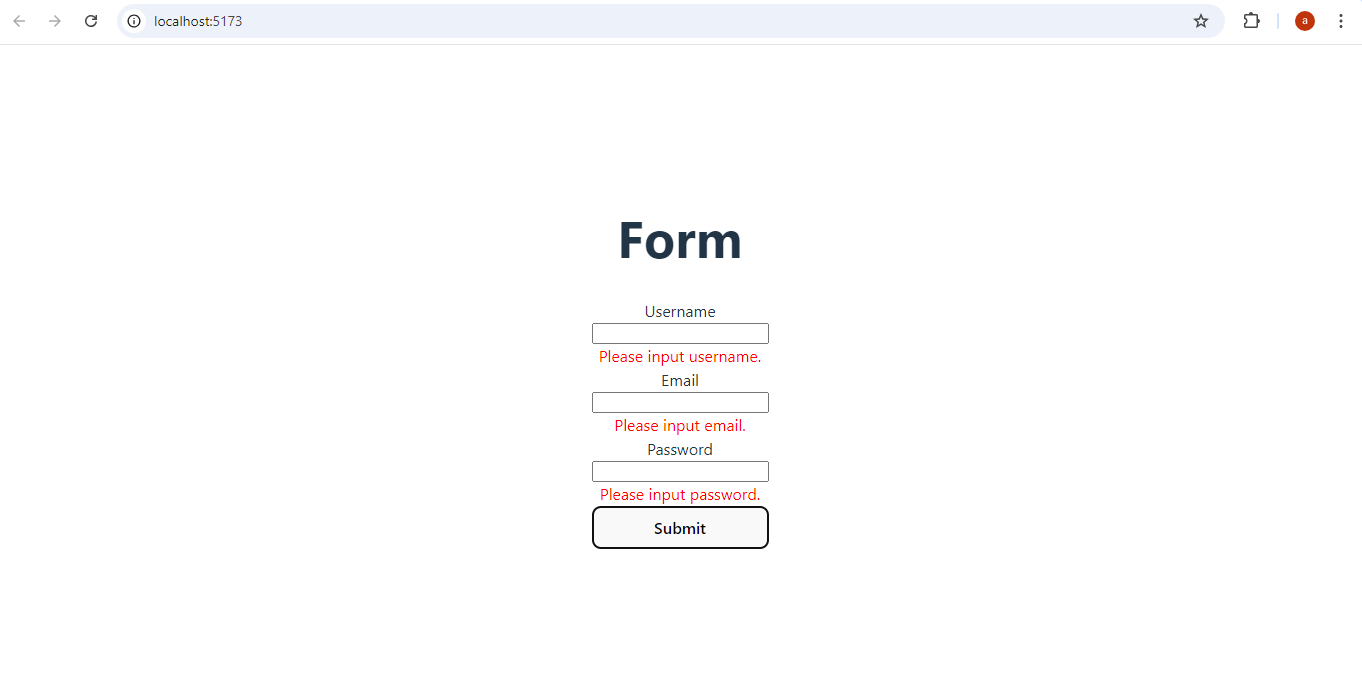 localhost:5173
a
Form
Username
Please input username.
Email
Please input email.
Password
Please input password.
Submit